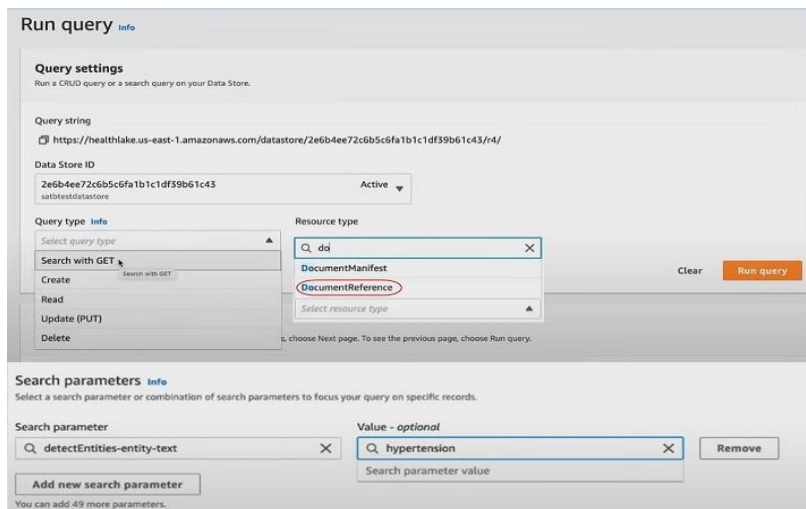 Run query Info
Query settings
Run a CRUD query or a search query on your Data Store.
Query string
https://healthlake.us-east-1.amazonaws.com/datastore/2e6b4ee72c6b5c6fa1b1c1df39b61c43/r4/
Data Store ID
2e6b4ee72c6b5c6fa1b1c1df39b61c43 Active
satbtestdatastore
Query type Info
Select query type
Search with GET
Search with GET
Create
Read
Update (PUT)
Delete
Resource type
do
DocumentManifest
DocumentReference
Select resource type
Clear Run query
s, choose Next page. To see the previous page, choose Run query.
Search parameters Info
Select a search parameter or combination of search parameters to focus your query on specific records.
Search parameter Value - optional
detectEntities-entity-text hypertension Remove
Search parameter value
Add new search parameter
You can add 49 more parameters.